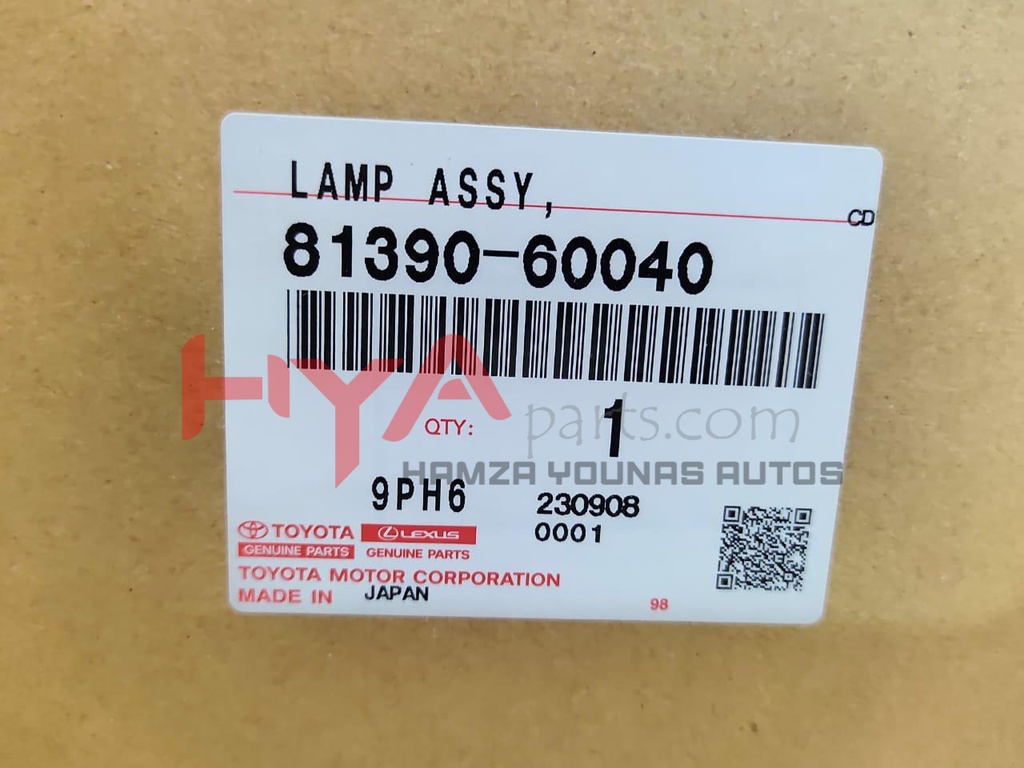 LAMP ASSY,
CD
81390-60040
HYA parts.com
QTY: 1
HAMZA YOUNAS AUTOS
9PH6 230908
0001
TOYOTA LEXUS
GENUINE PARTS GENUINE PARTS
TOYOTA MOTOR CORPORATION
MADE IN JAPAN
98